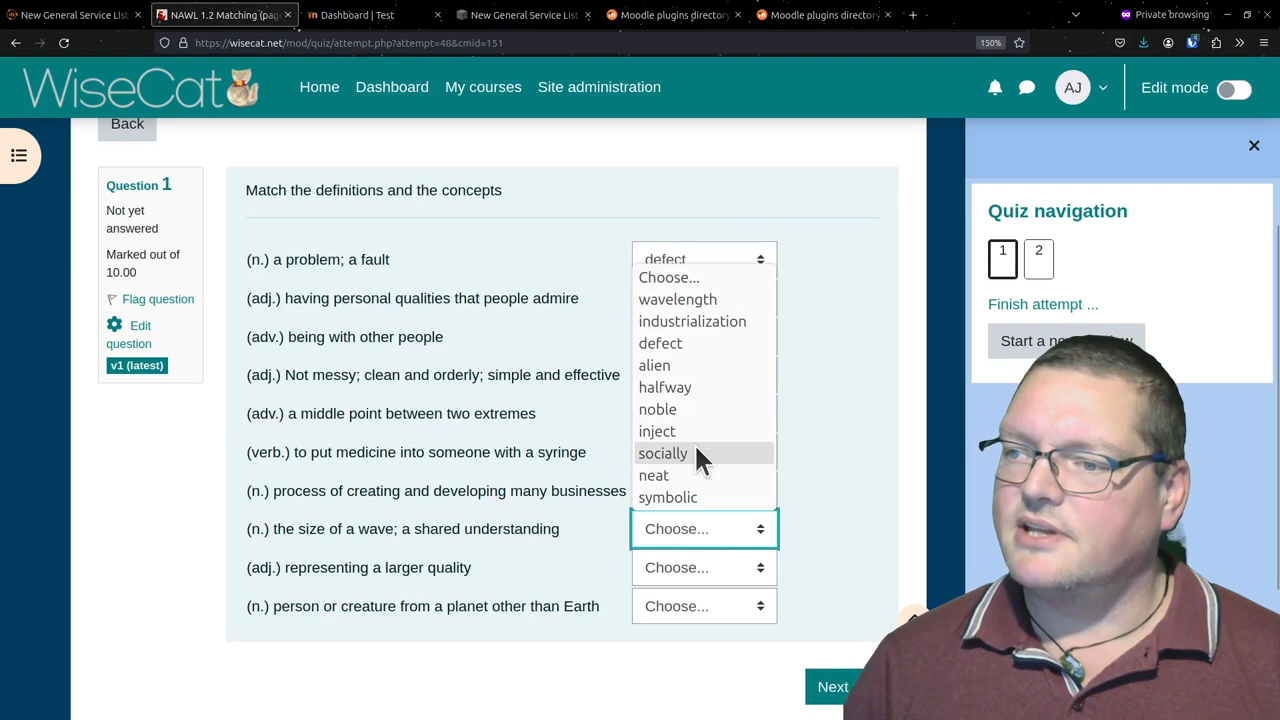 New General Service List
NAWL 1.2 Matching (page
Dashboard | Test
New General Service List
Moodle plugins directory
Moodle plugins directory
Private browsing
https://wisecat.net/mod/quiz/attempt.php?attempt=48&cmid=151
150%
WiseCat
Home
Dashboard
My courses
Site administration
AJ
Edit mode
Back
Question 1
Not yet
answered
Marked out of
10.00
Flag question
Edit
question
v1 (latest)
Match the definitions and the concepts
(n.) a problem; a fault
defect
(adj.) having personal qualities that people admire
(adv.) being with other people
(adj.) Not messy; clean and orderly; simple and effective
(adv.) a middle point between two extremes
(verb.) to put medicine into someone with a syringe
(n.) process of creating and developing many businesses
(n.) the size of a wave; a shared understanding
Choose...
(adj.) representing a larger quality
Choose...
(n.) person or creature from a planet other than Earth
Choose...
Choose...
wavelength
industrialization
defect
alien
halfway
noble
inject
socially
neat
symbolic
Next
Quiz navigation
1
2
Finish attempt ...
Start a